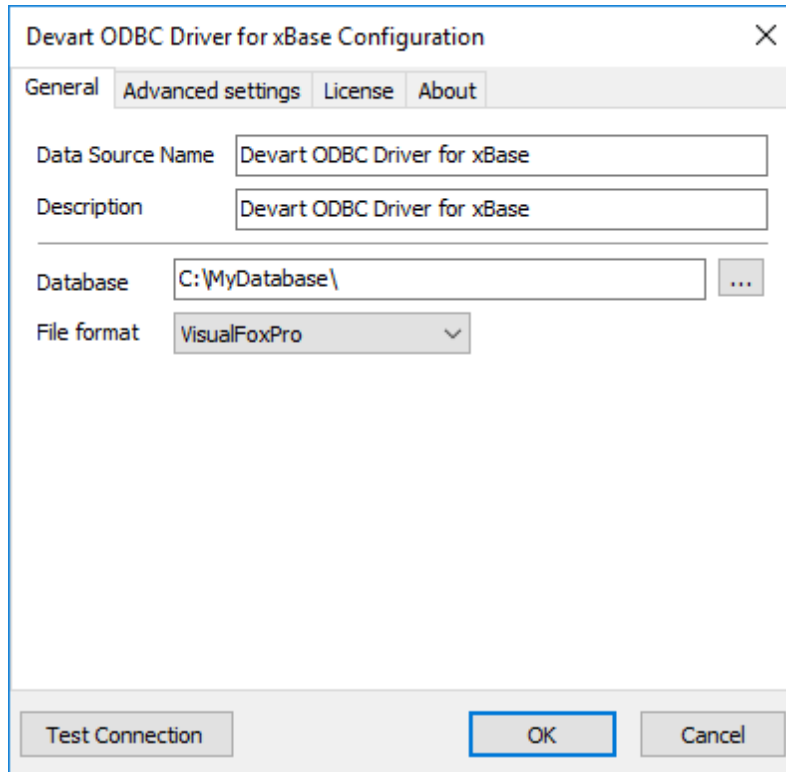 Devart ODBC Driver for xBase Configuration
General Advanced settings License About
Data Source Name Devart ODBC Driver for xBase
Description Devart ODBC Driver for xBase
Database C:\MyDatabase\ ...
File format VisualFoxPro
Test Connection OK Cancel